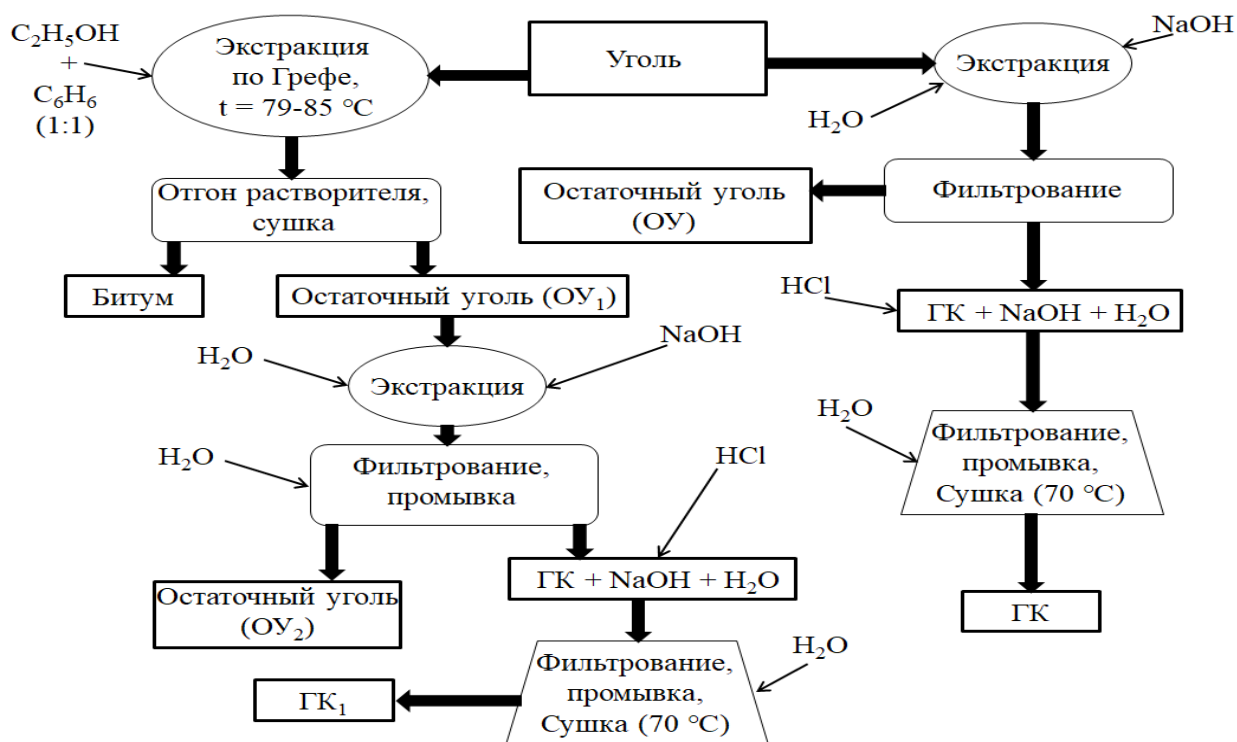 C₂H₅OH
+
C₆H₆
(1:1)
Экстракция
по Грефе,
t = 79-85 °C
Уголь
NaOH
Экстракция
H₂O
Отгон растворителя,
сушка
Остаточный уголь
(ОУ)
Фильтрование
Битум
Остаточный уголь (ОУ₁)
HCl
ГК + NaOH + H₂O
H₂O
NaOH
Экстракция
H₂O
Фильтрование,
промывка,
Сушка (70 °C)
H₂O
Фильтрование,
промывка
HCl
Остаточный уголь
(ОУ₂)
ГК + NaOH + H₂O
ГК
H₂O
Фильтрование,
промывка,
Сушка (70 °C)
ГК₁